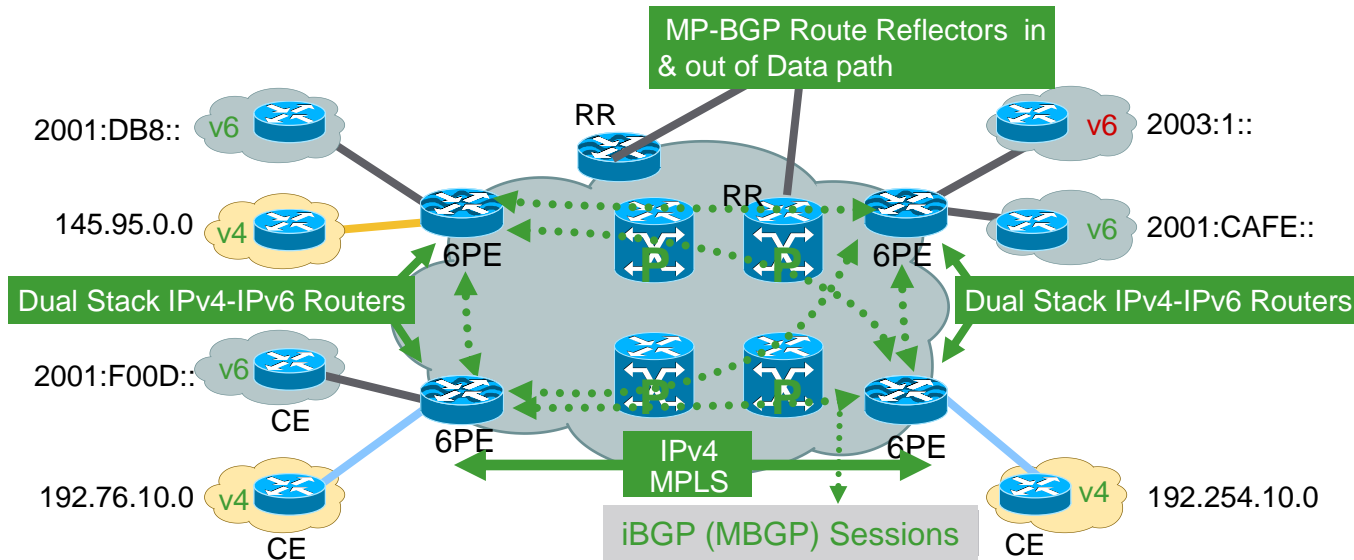 MP-BGP Route Reflectors in
& out of Data path
RR
v6
2001:DB8::
v6
2003:1::
RR
145.95.0.0
v4
v6
2001:CAFE::
6PE
P
P
6PE
Dual Stack IPv4-IPv6 Routers
Dual Stack IPv4-IPv6 Routers
2001:F00D::
v6
CE
P
P
6PE
6PE
IPv4
MPLS
192.76.10.0
v4
CE
v4
192.254.10.0
CE
iBGP (MBGP) Sessions